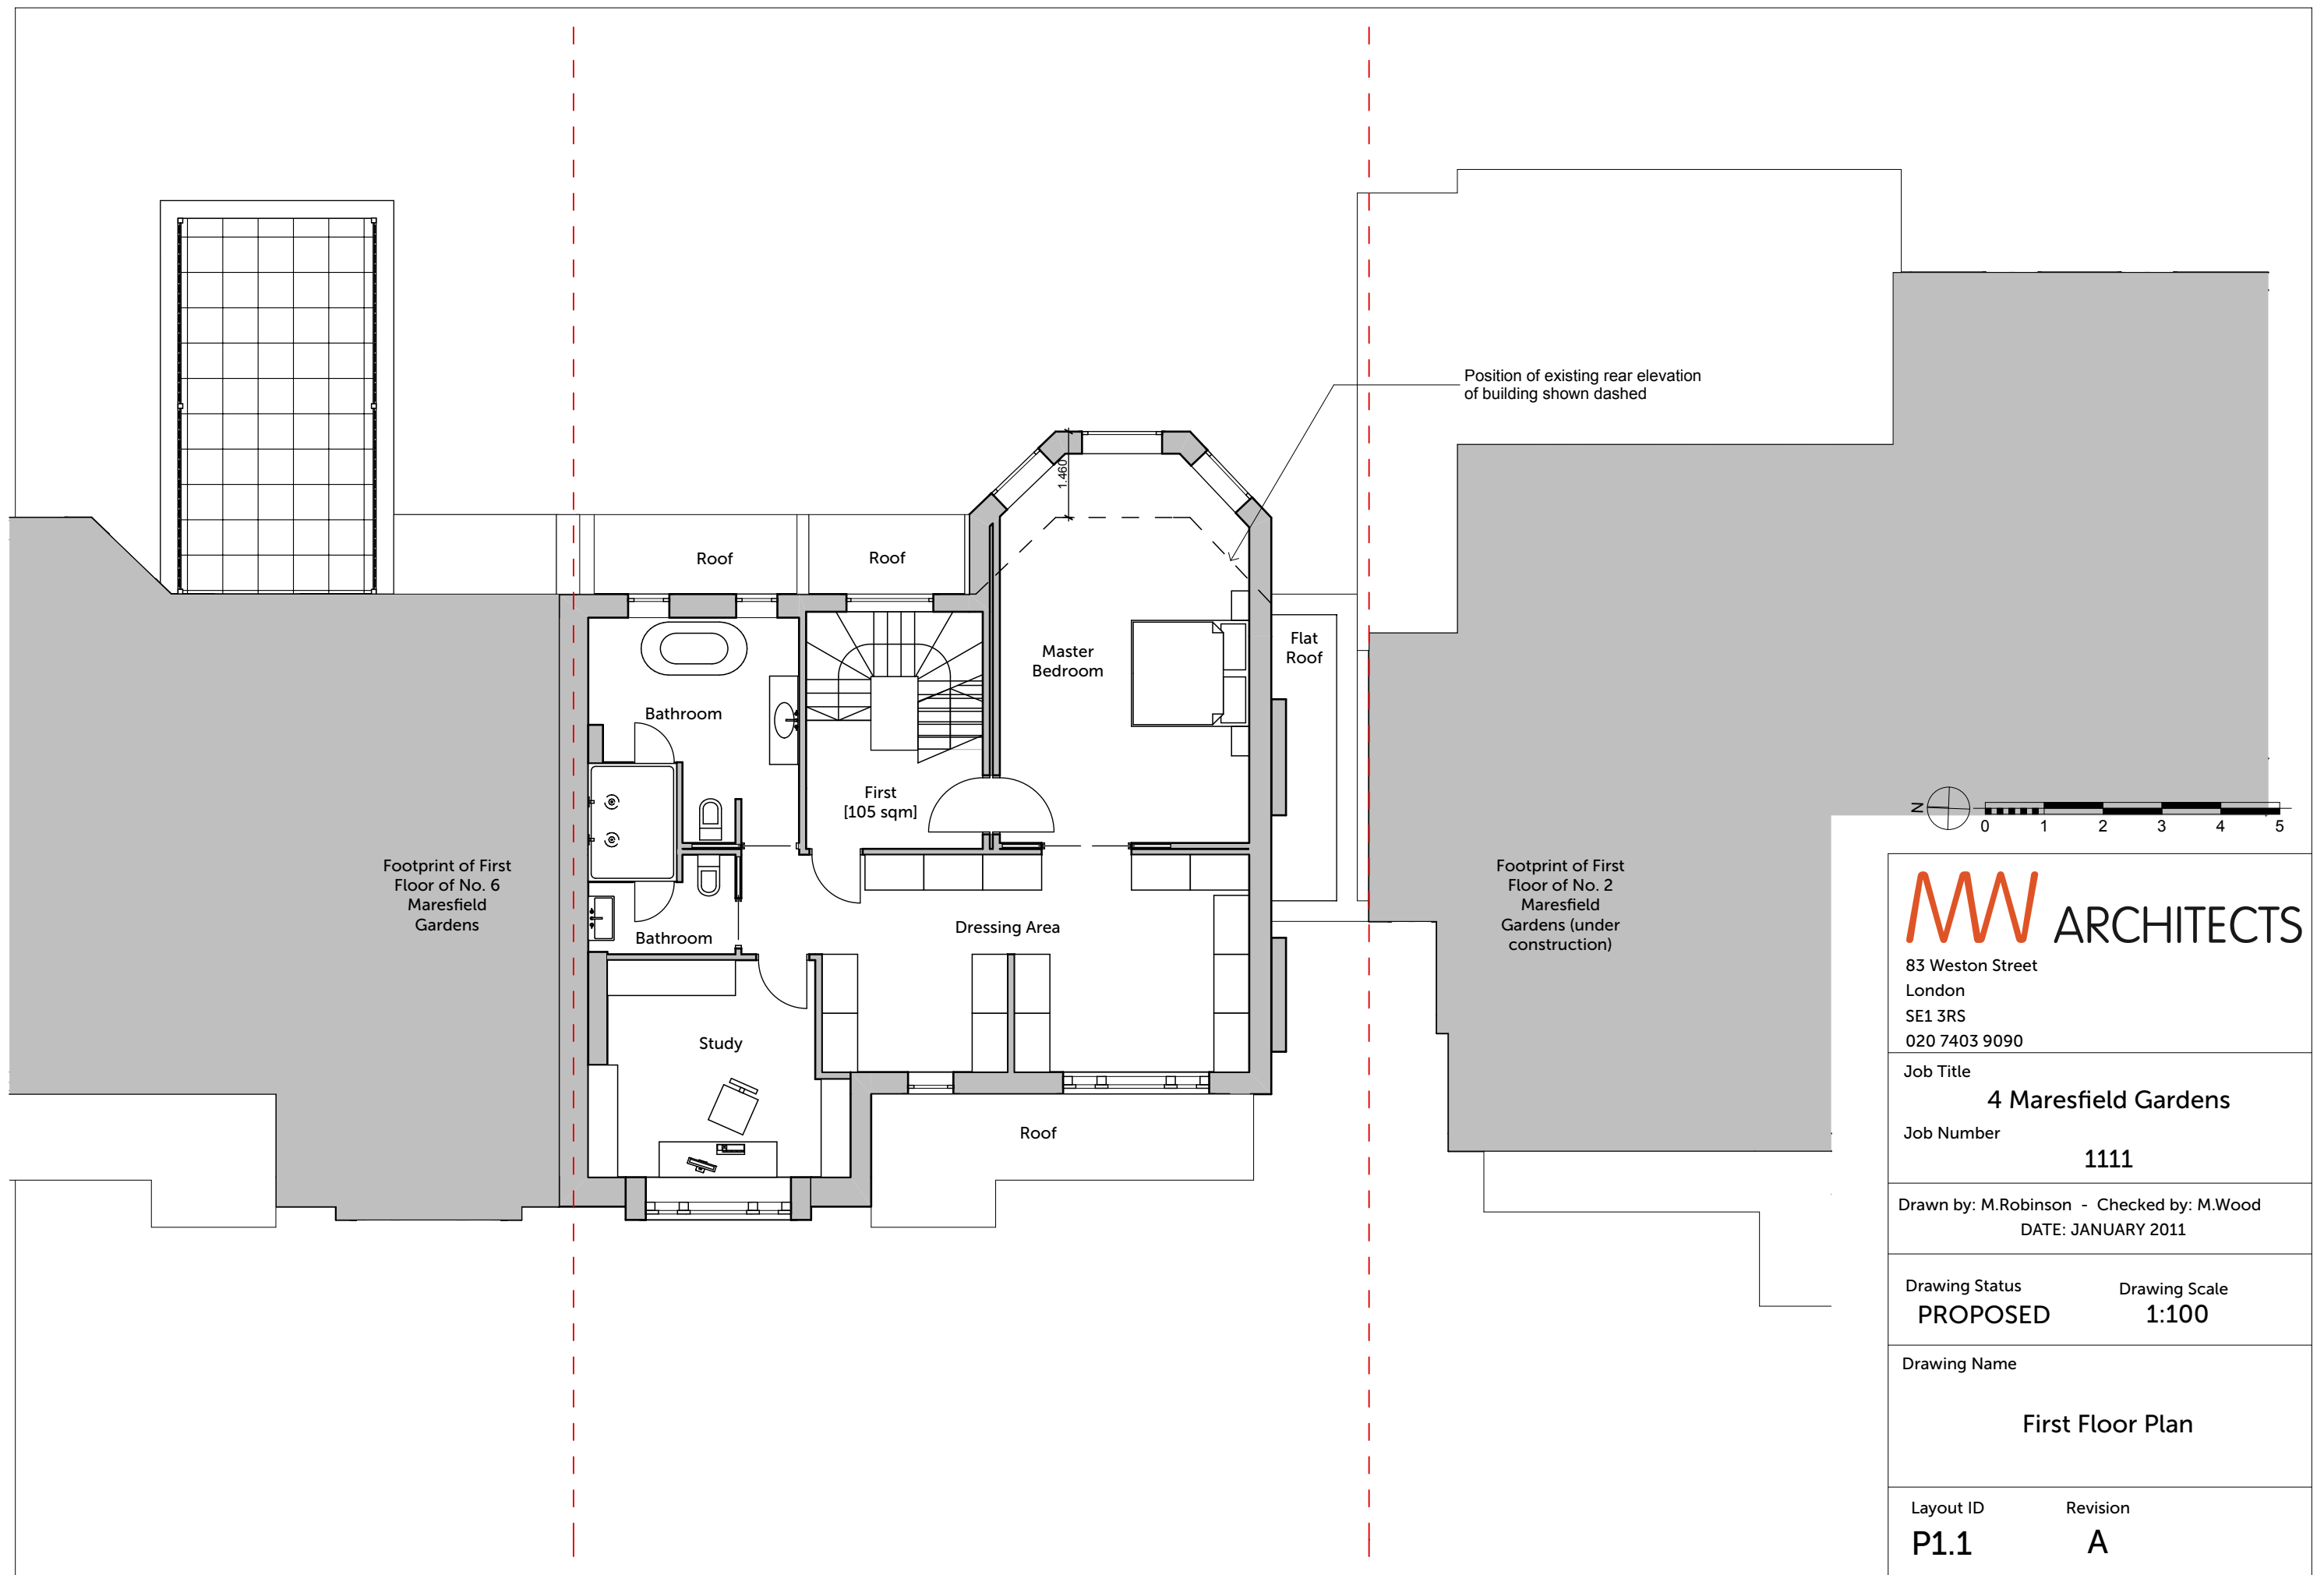 Position of existing rear elevation
of building shown dashed
1,460
Roof
Roof
Flat
Roof
Master
Bedroom
Bathroom
First
[105 sqm]
Footprint of First
Floor of No. 6
Maresfield
Gardens
Bathroom
Dressing Area
Study
Roof
Footprint of First
Floor of No. 2
Maresfield
Gardens (under
construction)
N
0 1 2 3 4 5
MW ARCHITECTS
83 Weston Street
London
SE1 3RS
020 7403 9090
Job Title
4 Maresfield Gardens
Job Number
1111
Drawn by: M.Robinson - Checked by: M.Wood
DATE: JANUARY 2011
Drawing Status
PROPOSED
Drawing Scale
1:100
Drawing Name
First Floor Plan
Layout ID
P1.1
Revision
A